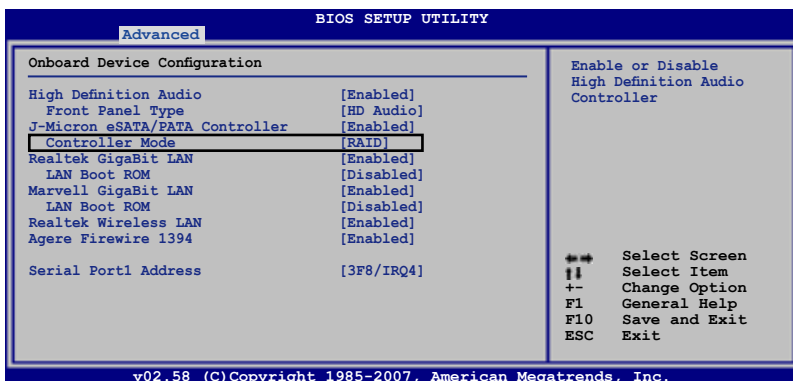 BIOS SETUP UTILITY
Advanced
Onboard Device Configuration
High Definition Audio [Enabled]
Front Panel Type [HD Audio]
J-Micron eSATA/PATA Controller [Enabled]
Controller Mode [RAID]
Realtek GigaBit LAN [Enabled]
LAN Boot ROM [Disabled]
Marvell GigaBit LAN [Enabled]
LAN Boot ROM [Disabled]
Realtek Wireless LAN [Enabled]
Agere Firewire 1394 [Enabled]
Serial Port1 Address [3F8/IRQ4]
Enable or Disable
High Definition Audio
Controller
←→ Select Screen
↑↓ Select Item
+- Change Option
F1 General Help
F10 Save and Exit
ESC Exit
v02.58 (C)Copyright 1985-2007, American Megatrends, Inc.